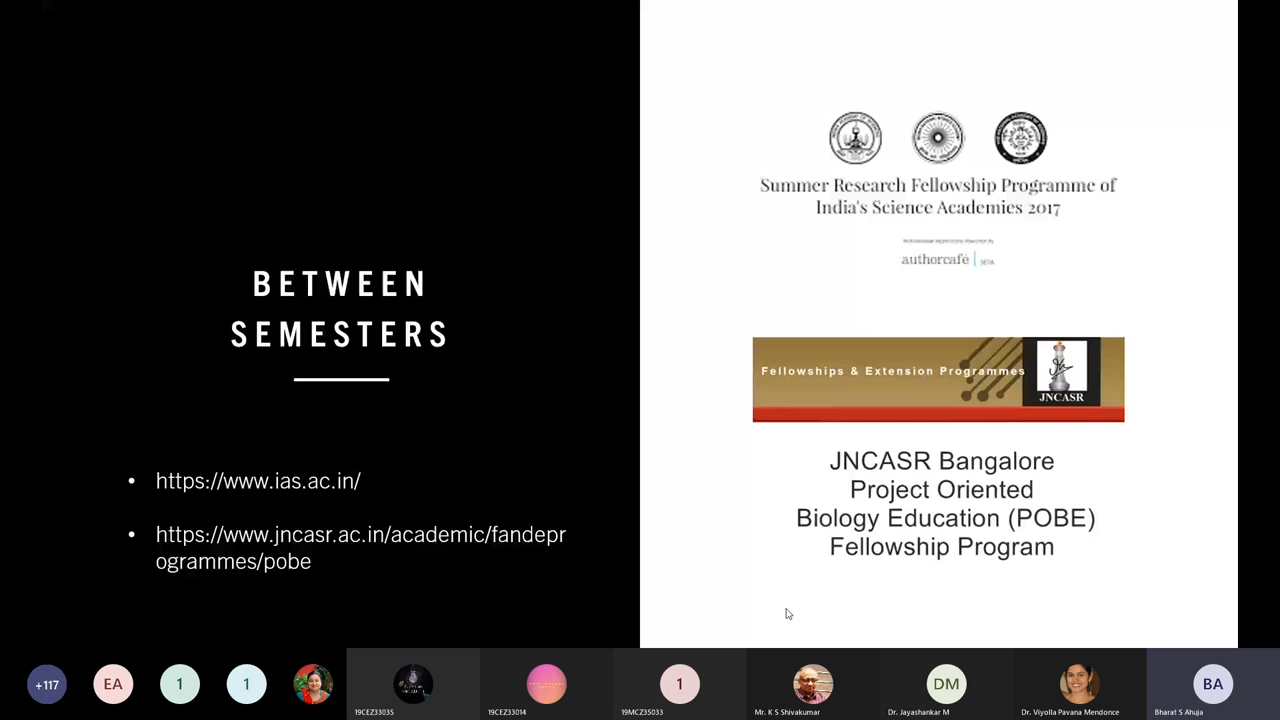 BETWEEN
SEMESTERS
• https://www.ias.ac.in/
• https://www.jncasr.ac.in/academic/fandepr
ogrammes/pobe
Summer Research Fellowship Programme of
India's Science Academies 2017
authorcafé
Fellowships & Extension Programmes
JNCASR
JNCASR Bangalore
Project Oriented
Biology Education (POBE)
Fellowship Program
+117
EA
1
1
19CEZ33035
19CEZ33014
1
19MCZ35033
Mr. K S Shivakumar
DM
Dr. Jayashankar M
Dr. Viyolla Pavana Mendonce
BA
Bharat S Ahuja